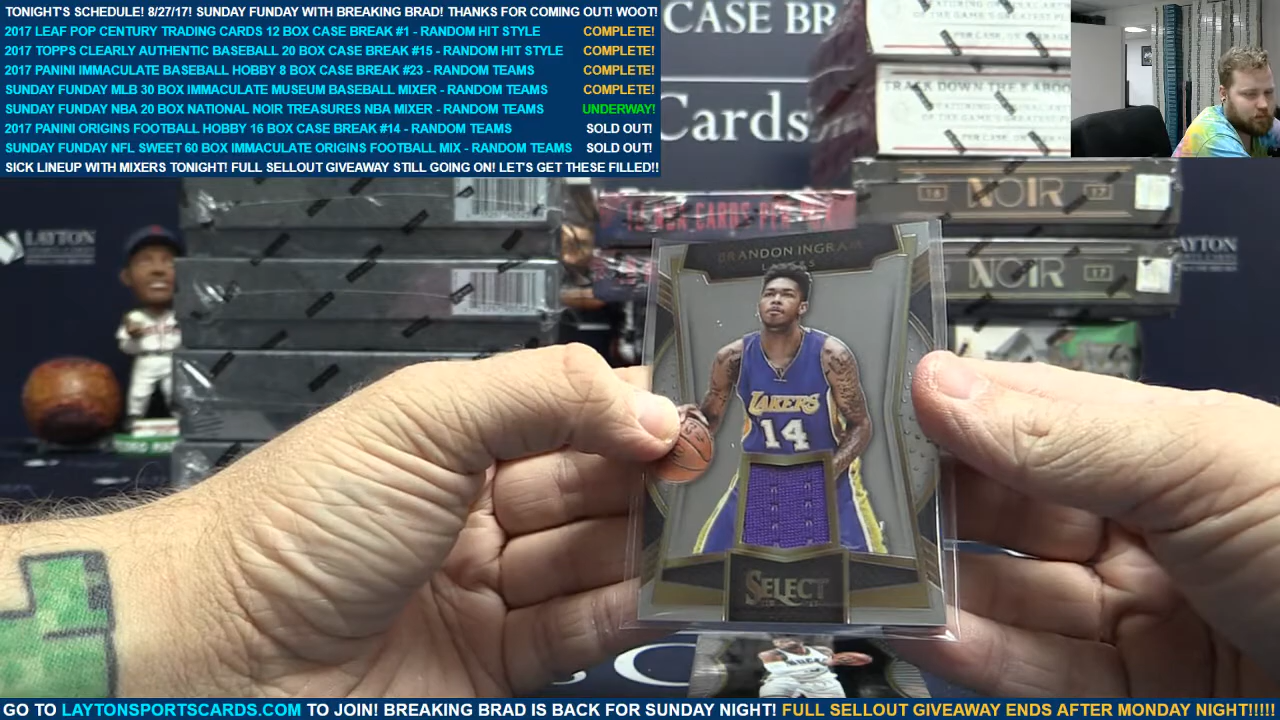 TONIGHT'S SCHEDULE! 8/27/17! SUNDAY FUNDAY WITH BREAKING BRAD! THANKS FOR COMING OUT! WOOT!
2017 LEAF POP CENTURY TRADING CARDS 12 BOX CASE BREAK #1 - RANDOM HIT STYLE COMPLETE!
2017 TOPPS CLEARLY AUTHENTIC BASEBALL 20 BOX CASE BREAK #15 - RANDOM HIT STYLE COMPLETE!
2017 PANINI IMMACULATE BASEBALL HOBBY 8 BOX CASE BREAK #23 - RANDOM TEAMS COMPLETE!
SUNDAY FUNDAY MLB 30 BOX IMMACULATE MUSEUM BASEBALL MIXER - RANDOM TEAMS COMPLETE!
SUNDAY FUNDAY NBA 20 BOX NATIONAL NOIR TREASURES NBA MIXER - RANDOM TEAMS UNDERWAY!
2017 PANINI ORIGINS FOOTBALL HOBBY 16 BOX CASE BREAK #14 - RANDOM TEAMS SOLD OUT!
SUNDAY FUNDAY NFL SWEET 60 BOX IMMACULATE ORIGINS FOOTBALL MIX - RANDOM TEAMS SOLD OUT!
SICK LINEUP WITH MIXERS TONIGHT! FULL SELLOUT GIVEAWAY STILL GOING ON! LET'S GET THESE FILLED!!
CASE BR
Cards
TRACK DOWN THE
16 NOIR 17
NOIR 17
LAYTON
LAYTON
BRANDON INGRAM
LAKERS
LAKERS
14
SELECT
GO TO LAYTONSPORTSCARDS.COM TO JOIN! BREAKING BRAD IS BACK FOR SUNDAY NIGHT! FULL SELLOUT GIVEAWAY ENDS AFTER MONDAY NIGHT!!!!!